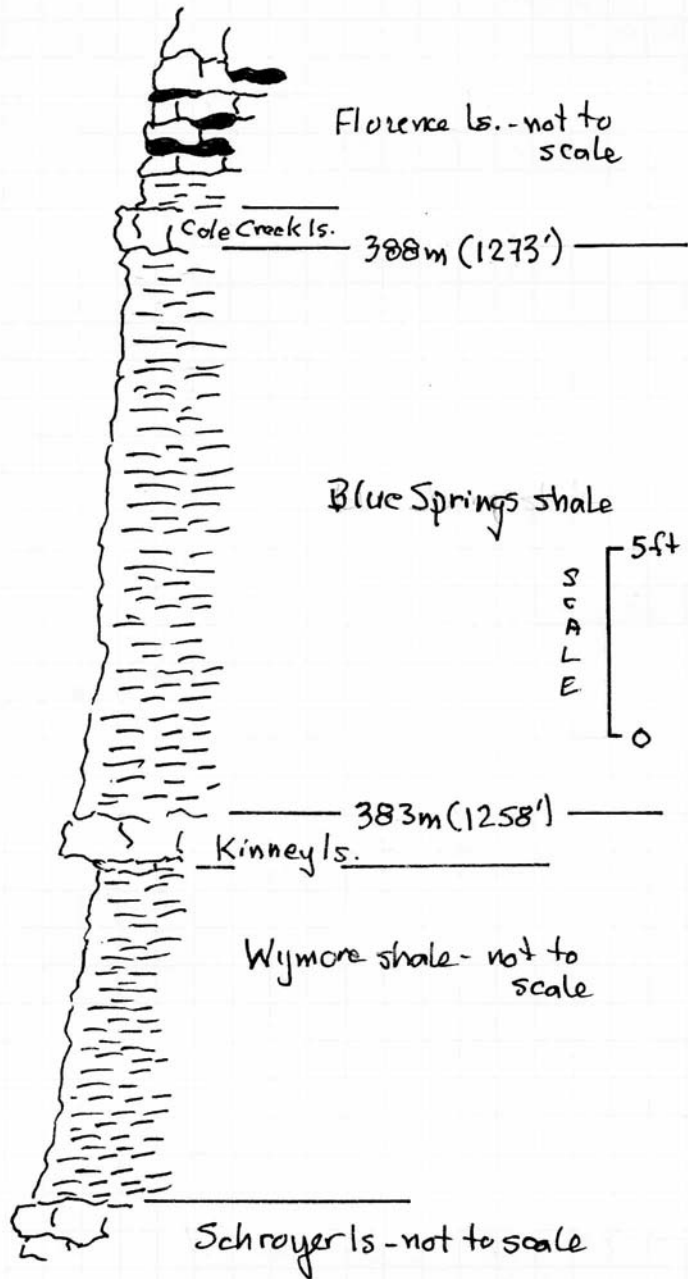 Florence ls. - not to
scale
Cole Creek ls.
388m (1273')
Blue Springs shale
5ft
SCALE
0
383m (1258')
Kinney ls.
Wymore shale - not to
scale
Schroyer ls - not to scale